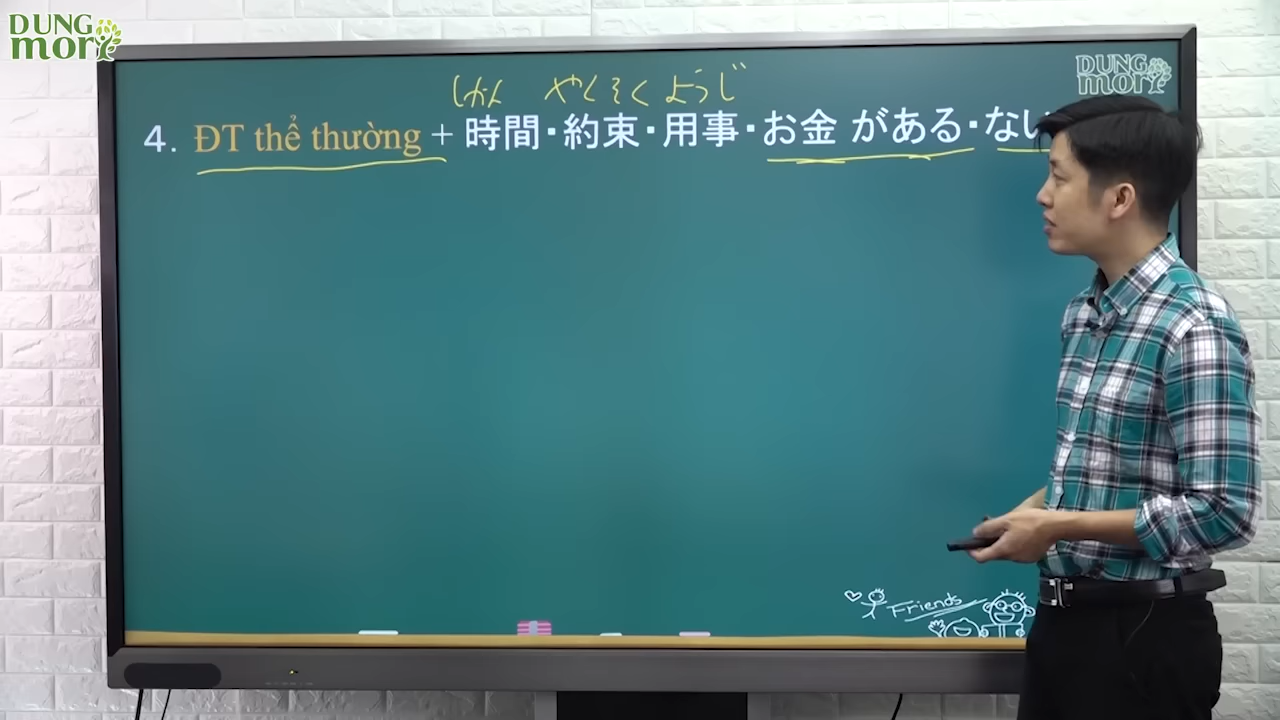 DUNG
mori
DUNG
mori
じかん やくそく ようじ
4. ĐT thể thường + 時間・約束・用事・お金 がある・ない
Friends